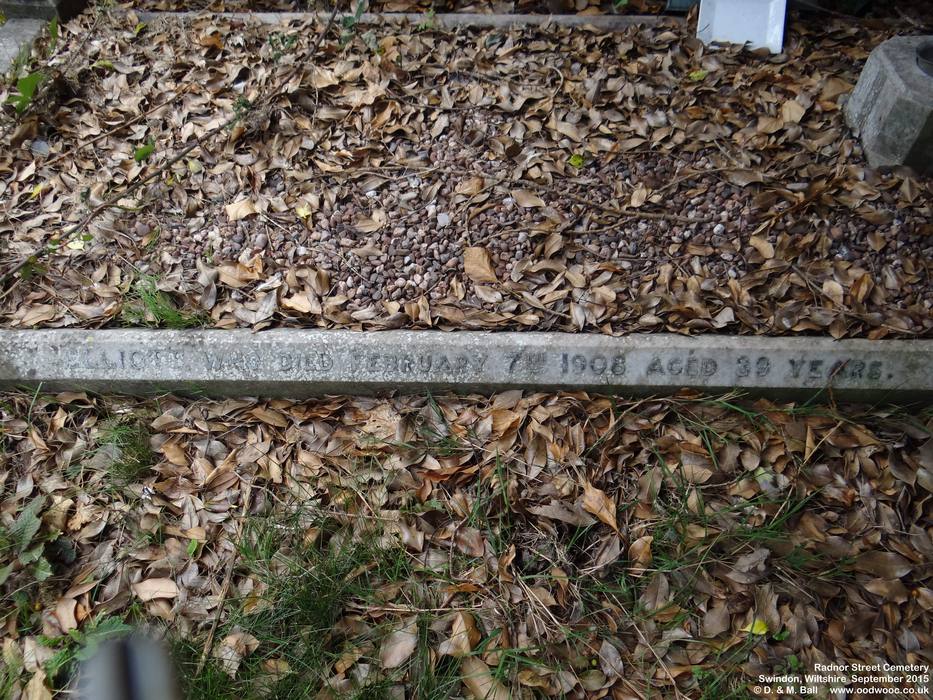 ELLIOTT WHO DIED FEBRUARY 7TH 1908 AGED 39 YEARS.
Radnor Street Cemetery
Swindon, Wiltshire September 2015
© D. & M. Ball www.oodwooc.co.uk